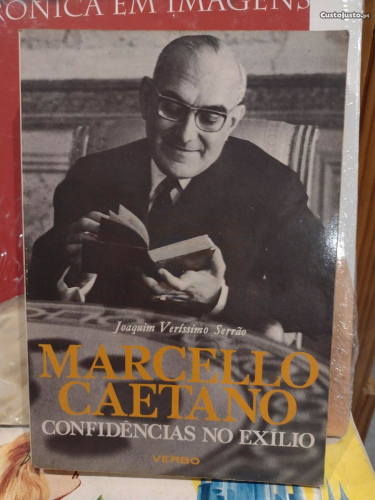 RÓNICA EM IMAGENS
CustoJusto.pt
Joaquim Veríssimo Serrão
MARCELLO
CAETANO
CONFIDÊNCIAS NO EXÍLIO
VERBO